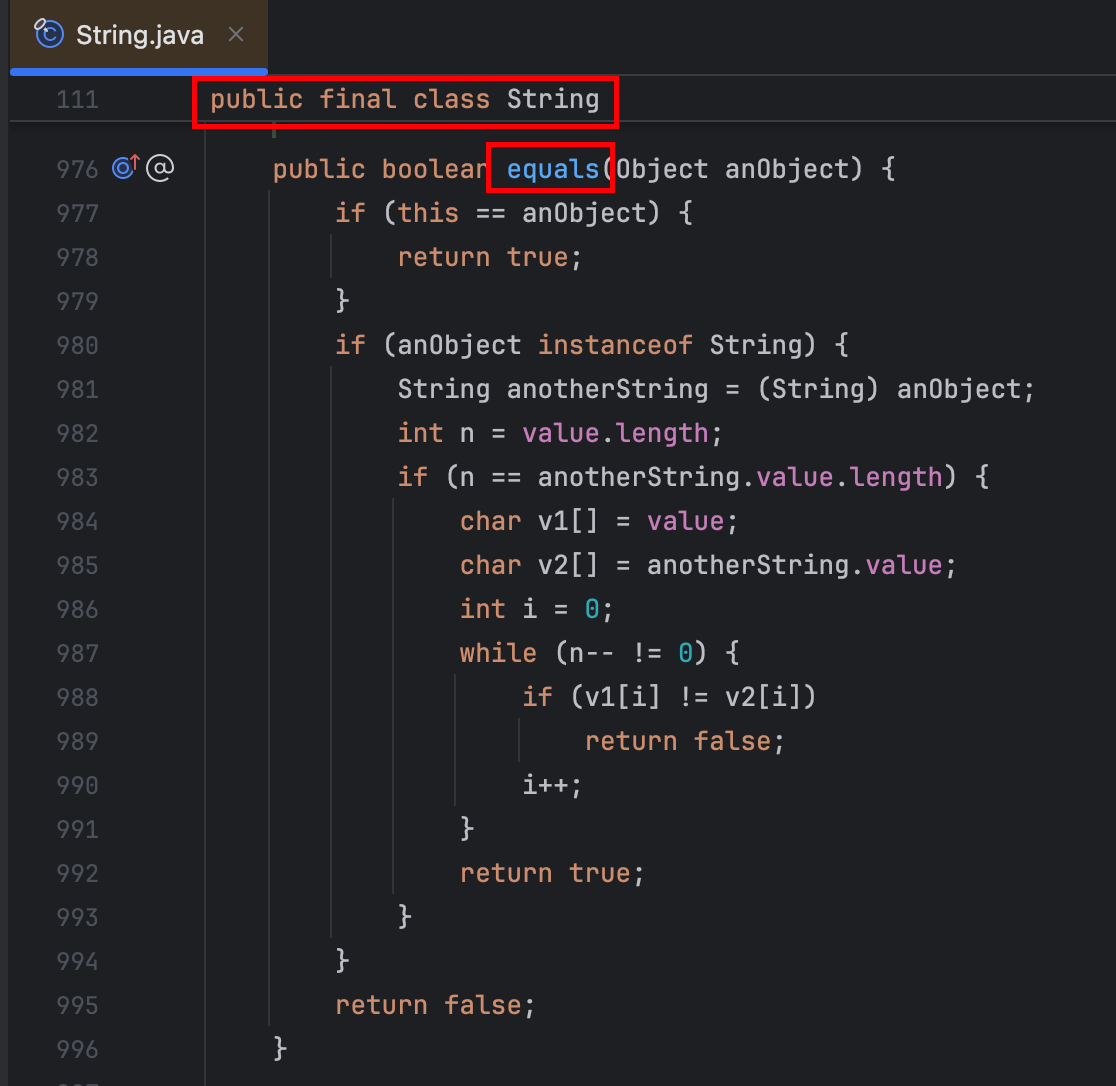 String.java ×
111 public final class String
976 @ public boolean equals(Object anObject) {
977 if (this == anObject) {
978 return true;
979 }
980 if (anObject instanceof String) {
981 String anotherString = (String) anObject;
982 int n = value.length;
983 if (n == anotherString.value.length) {
984 char v1[] = value;
985 char v2[] = anotherString.value;
986 int i = 0;
987 while (n-- != 0) {
988 if (v1[i] != v2[i])
989 return false;
990 i++;
991 }
992 return true;
993 }
994 }
995 return false;
996 }